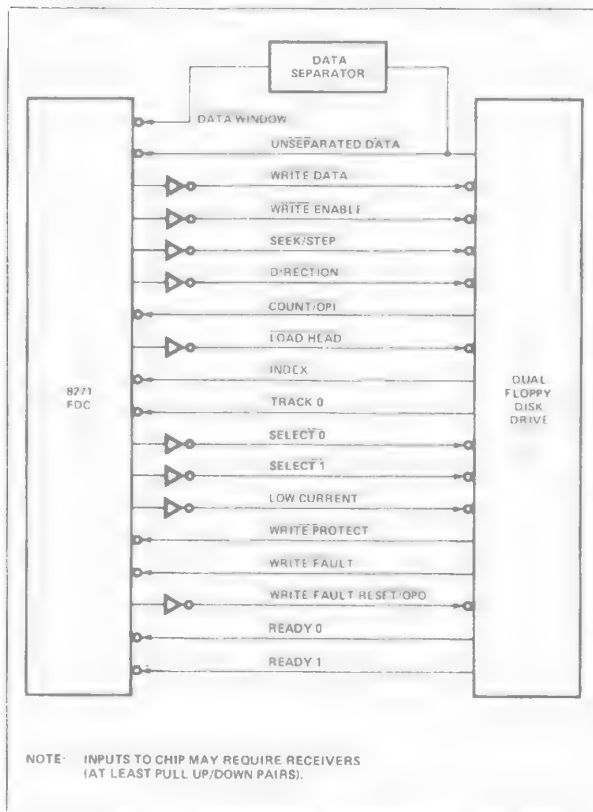 DATA
SEPARATOR
DATA WINDOW
UNSEPARATED DATA
WRITE DATA
WRITE ENABLE
SEEK/STEP
DIRECTION
COUNT/OPI
LOAD HEAD
INDEX
8271
FDC
DUAL
FLOPPY
DISK
DRIVE
TRACK 0
SELECT 0
SELECT 1
LOW CURRENT
WRITE PROTECT
WRITE FAULT
WRITE FAULT RESET/OPO
READY 0
READY 1
NOTE: INPUTS TO CHIP MAY REQUIRE RECEIVERS
(AT LEAST PULL UP/DOWN PAIRS).